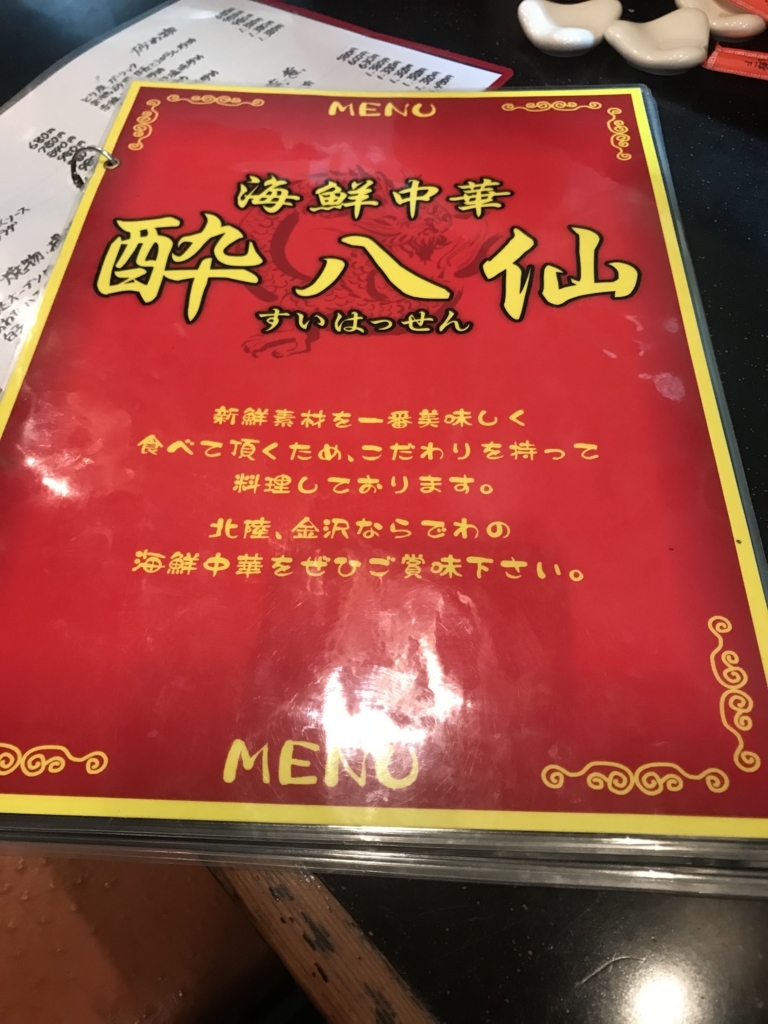 MENU
海鮮中華
酔八仙
すいはっせん
新鮮素材を一番美味しく
食べて頂くため、こだわりを持って
料理しております。
北陸、金沢ならでわの
海鮮中華をぜひご賞味下さい。
MENU
焼物